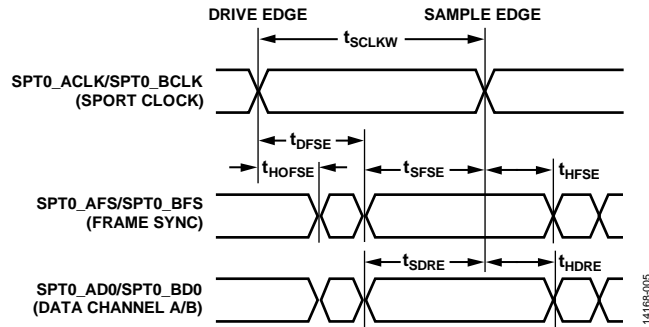 DRIVE EDGE
SAMPLE EDGE
tSCLKW
SPT0_ACLK/SPT0_BCLK
(SPORT CLOCK)
tDFSE
tHOFSE
tSFSE
tHFSE
SPT0_AFS/SPT0_BFS
(FRAME SYNC)
tSDRE
tHDRE
SPT0_AD0/SPT0_BD0
(DATA CHANNEL A/B)
14168-005